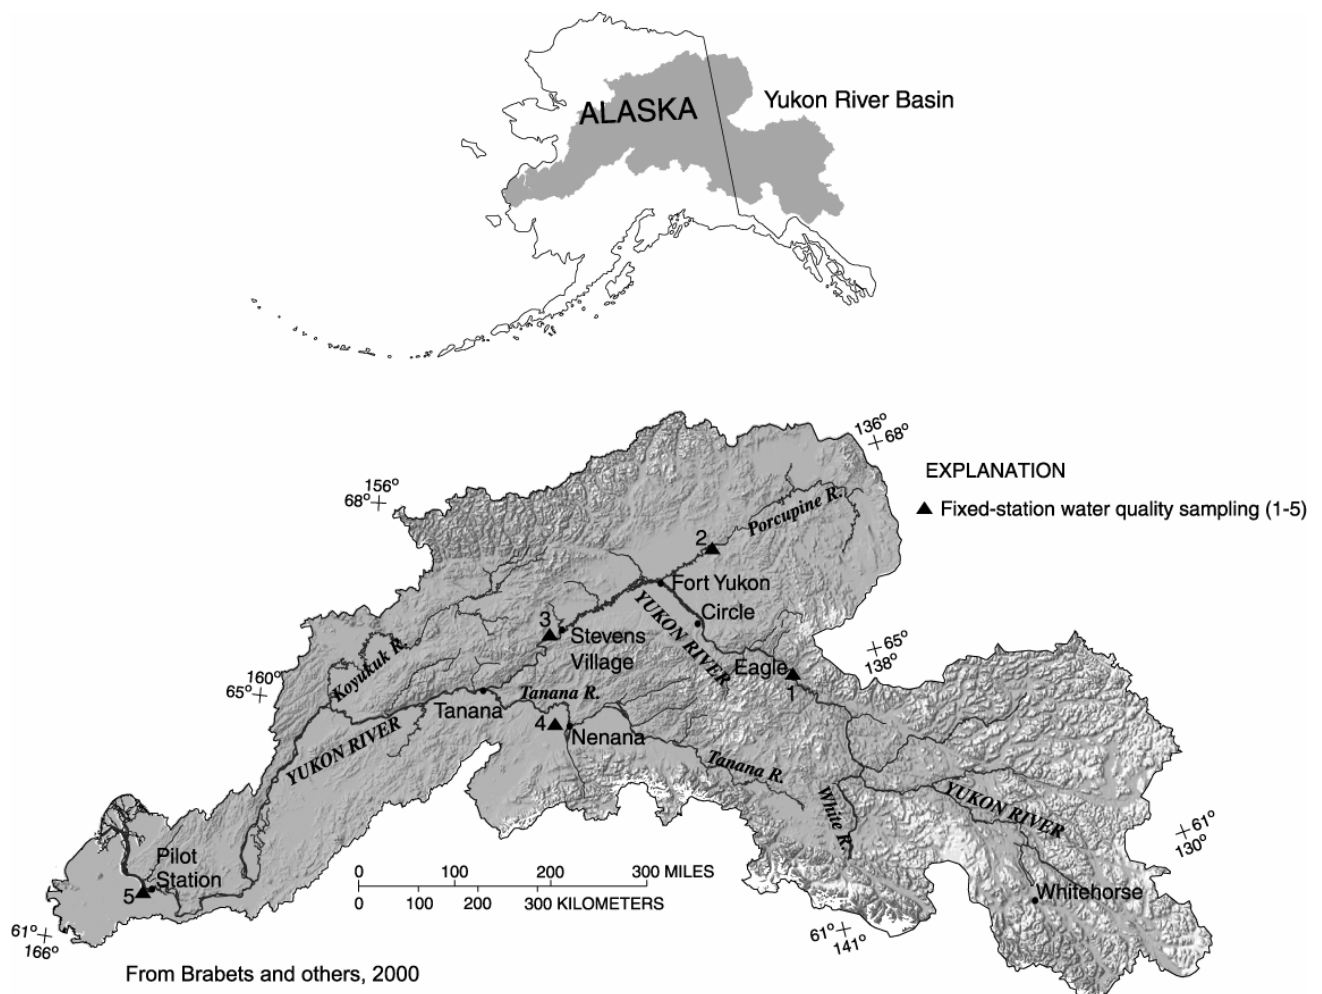 ALASKA
Yukon River Basin
136°
68°
EXPLANATION
Fixed-station water quality sampling (1-5)
156°
68°
Porcupine R.
2
Fort Yukon
YUKON RIVER
Circle
3
Stevens
Village
Eagle
1
65°
138°
Koyukuk R.
160°
65°
Tanana
Tanana R.
4
Nenana
YUKON RIVER
Tanana R.
White R.
YUKON RIVER
61°
130°
Pilot
Station
5
0 100 200 300 MILES
0 100 200 300 KILOMETERS
Whitehorse
61°
166°
61°
141°
From Brabets and others, 2000